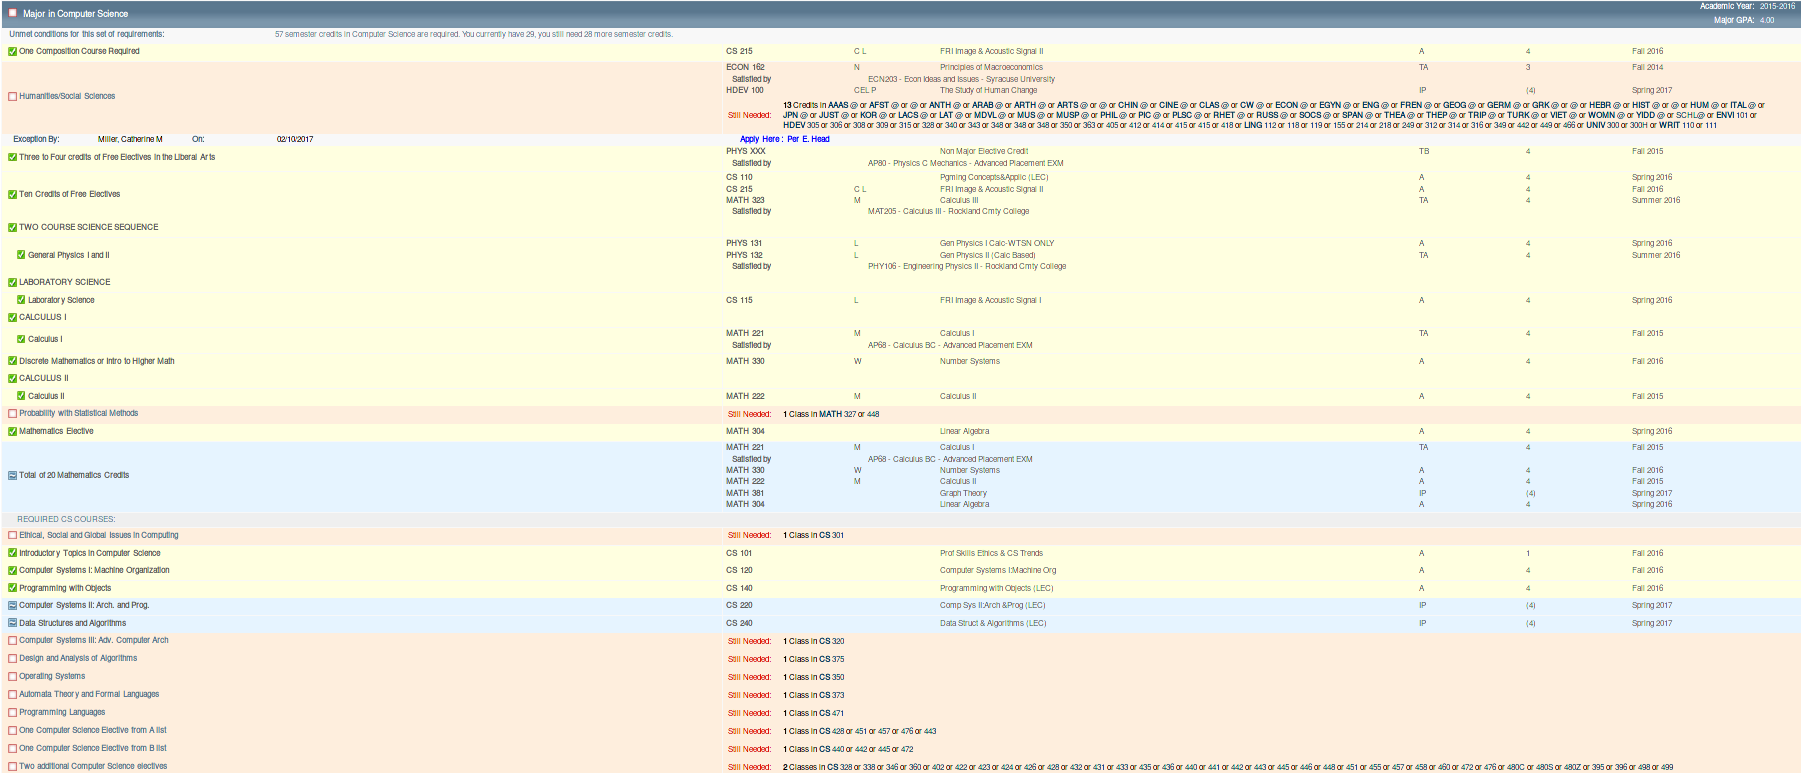 Major in Computer Science Academic Year: 2015-2016
Major GPA: 4.00
Unmet conditions for this set of requirements: 57 semester credits in Computer Science are required. You currently have 29, you still need 28 more semester credits.
One Composition Course Required CS 215 C L FRI Image & Acoustic Signal II A 4 Fall 2016
ECON 162 N Principles of Macroeconomics TA 3 Fall 2014
Satisfied by ECN203 - Econ Ideas and Issues - Syracuse University
HDEV 100 CEL P The Study of Human Change IP (4) Spring 2017
Humanities/Social Sciences
13 Credits in AAAS @ or AFST @ or @ or ANTH @ or ARAB @ or ARTH @ or ARTS @ or @ or CHIN @ or CINE @ or CLAS @ or CW @ or ECON @ or EGYN @ or ENG @ or FREN @ or GEOG @ or GERM @ or GRK @ or @ or HEBR @ or HIST @ or @ or HUM @ or ITAL @ or
Still Needed: JPN @ or JUST @ or KOR @ or LACS @ or LAT @ or MDVL @ or MUS @ or MUSP @ or PHIL @ or PIC @ or PLSC @ or RHET @ or RUSS @ or SOCS @ or SPAN @ or THEA @ or THEP @ or TRIP @ or TURK @ or VIET @ or WOMN @ or YIDD @ or SCHL@ or ENVI 101 or
HDEV 305 or 306 or 308 or 309 or 315 or 328 or 340 or 343 or 348 or 348 or 348 or 350 or 363 or 405 or 412 or 414 or 415 or 415 or 418 or LING 112 or 118 or 119 or 155 or 214 or 218 or 249 or 312 or 314 or 316 or 349 or 442 or 449 or 466 or UNIV 300 or 300H or WRIT 110 or 111
Exception By: Miller, Catherine M On: 02/10/2017 Apply Here : Per E. Head
Three to Four credits of Free Electives in the Liberal Arts PHYS XXX Non Major Elective Credit TB 4 Fall 2015
Satisfied by AP80 - Physics C Mechanics - Advanced Placement EXM
CS 110 Pgming Concepts&Applic (LEC) A 4 Spring 2016
Ten Credits of Free Electives CS 215 C L FRI Image & Acoustic Signal II A 4 Fall 2016
MATH 323 M Calculus III TA 4 Summer 2016
Satisfied by MAT205 - Calculus III - Rockland Cmty College
TWO COURSE SCIENCE SEQUENCE
PHYS 131 L Gen Physics I Calc-WTSN ONLY A 4 Spring 2016
General Physics I and II PHYS 132 L Gen Physics II (Calc Based) TA 4 Summer 2016
Satisfied by PHY106 - Engineering Physics II - Rockland Cmty College
LABORATORY SCIENCE
Laboratory Science CS 115 L FRI Image & Acoustic Signal I A 4 Spring 2016
CALCULUS I
Calculus I MATH 221 M Calculus I TA 4 Fall 2015
Satisfied by AP68 - Calculus BC - Advanced Placement EXM
Discrete Mathematics or Intro to Higher Math MATH 330 W Number Systems A 4 Fall 2016
CALCULUS II
Calculus II MATH 222 M Calculus II A 4 Fall 2015
Probability with Statistical Methods Still Needed: 1 Class in MATH 327 or 448
Mathematics Elective MATH 304 Linear Algebra A 4 Spring 2016
MATH 221 M Calculus I TA 4 Fall 2015
Satisfied by AP68 - Calculus BC - Advanced Placement EXM
Total of 20 Mathematics Credits MATH 330 W Number Systems A 4 Fall 2016
MATH 222 M Calculus II A 4 Fall 2015
MATH 381 Graph Theory IP (4) Spring 2017
MATH 304 Linear Algebra A 4 Spring 2016
REQUIRED CS COURSES:
Ethical, Social and Global Issues in Computing Still Needed: 1 Class in CS 301
Introductory Topics in Computer Science CS 101 Prof Skills Ethics & CS Trends A 1 Fall 2016
Computer Systems I: Machine Organization CS 120 Computer Systems I:Machine Org A 4 Fall 2016
Programming with Objects CS 140 Programming with Objects (LEC) A 4 Fall 2016
Computer Systems II: Arch. and Prog. CS 220 Comp Sys II:Arch &Prog (LEC) IP (4) Spring 2017
Data Structures and Algorithms CS 240 Data Struct & Algorithms (LEC) IP (4) Spring 2017
Computer Systems III: Adv. Computer Arch Still Needed: 1 Class in CS 320
Design and Analysis of Algorithms Still Needed: 1 Class in CS 375
Operating Systems Still Needed: 1 Class in CS 350
Automata Theory and Formal Languages Still Needed: 1 Class in CS 373
Programming Languages Still Needed: 1 Class in CS 471
One Computer Science Elective from A list Still Needed: 1 Class in CS 428 or 451 or 457 or 476 or 443
One Computer Science Elective from B list Still Needed: 1 Class in CS 440 or 442 or 445 or 472
Two additional Computer Science electives Still Needed: 2 Classes in CS 328 or 338 or 346 or 360 or 402 or 422 or 423 or 424 or 426 or 428 or 432 or 431 or 433 or 435 or 436 or 440 or 441 or 442 or 443 or 445 or 446 or 448 or 451 or 455 or 457 or 458 or 460 or 472 or 476 or 480C or 480S or 480Z or 395 or 396 or 498 or 499